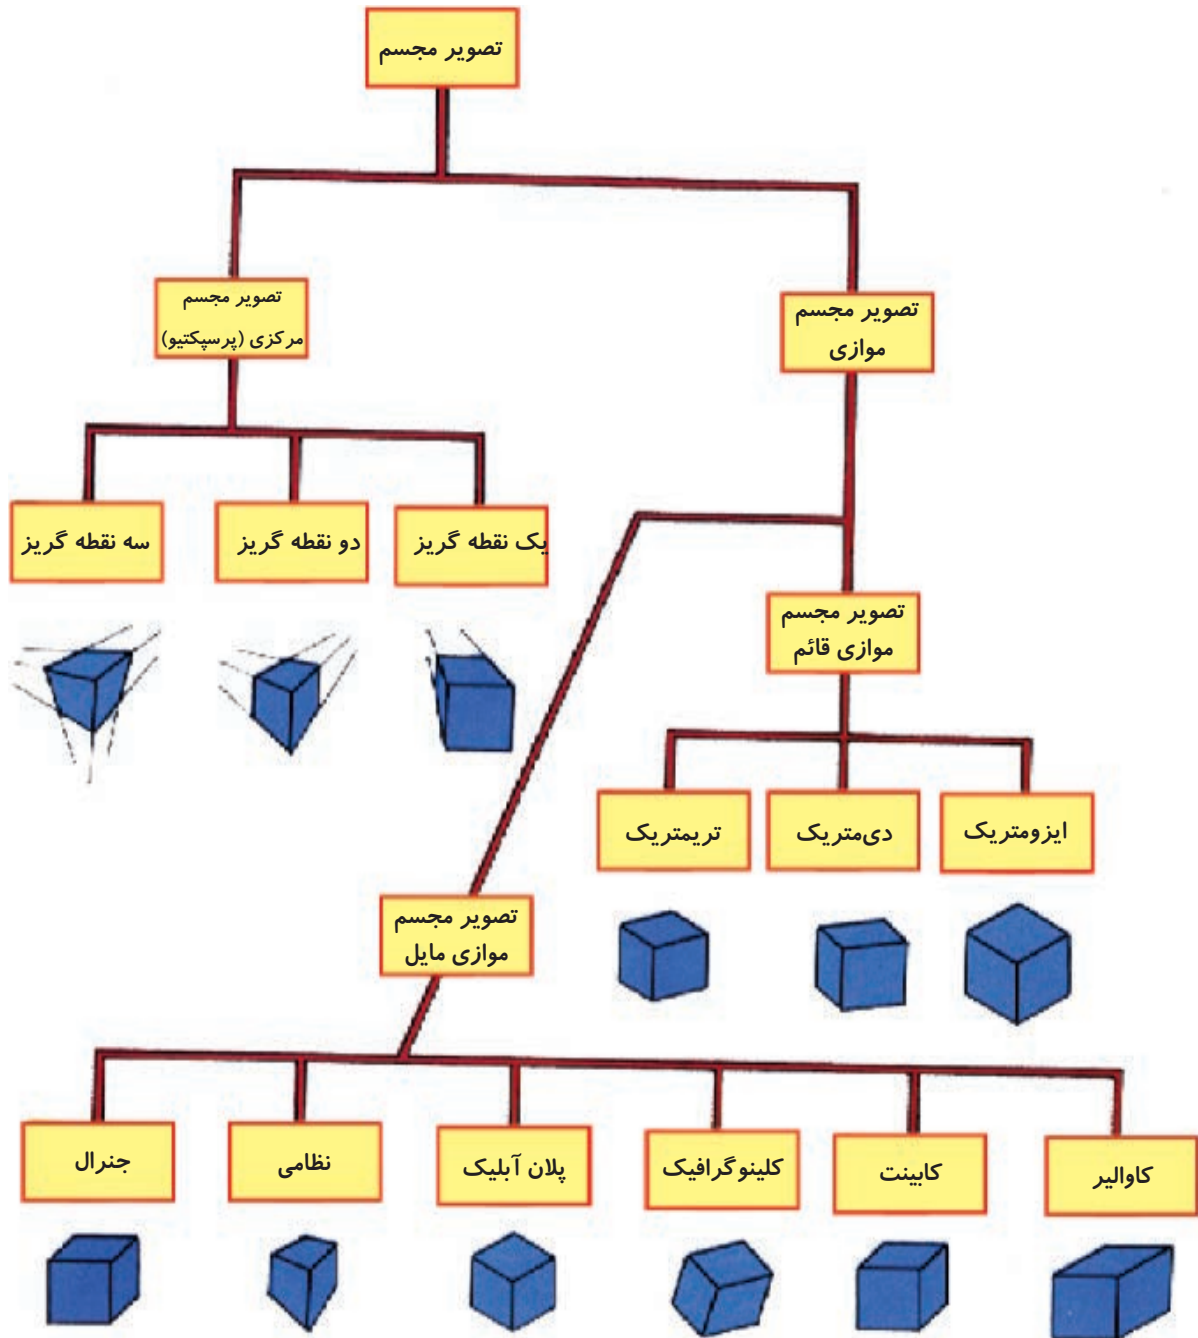 تصویر مجسم
تصویر مجسم
موازی
تصویر مجسم
مرکزی (پرسپکتیو)
یک نقطه گریز
دو نقطه گریز
سه نقطه گریز
تصویر مجسم
موازی قائم
ایزومتریک
دی‌متریک
تریمتریک
تصویر مجسم
موازی مایل
کاوالیر
کابینت
کلینوگرافیک
پلان آبلیک
نظامی
جنرال